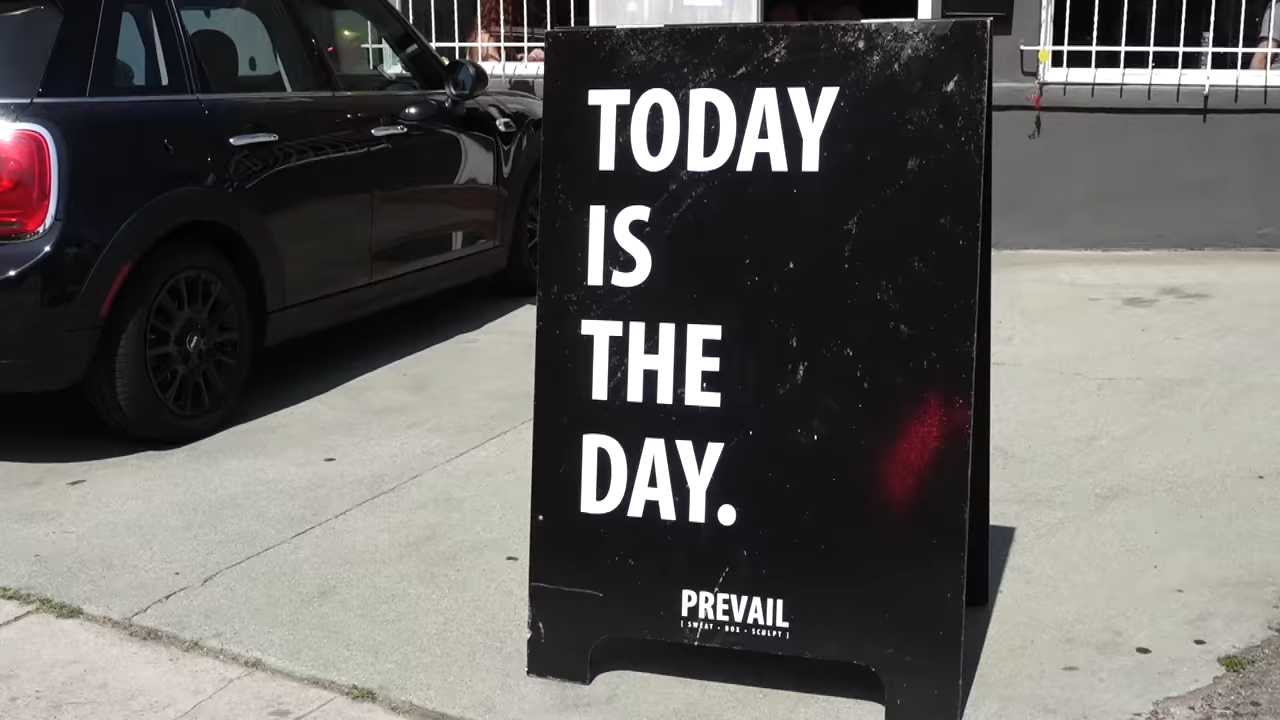 TODAY
IS
THE
DAY.
PREVAIL
[ SWEAT • BOX • SCULPT ]